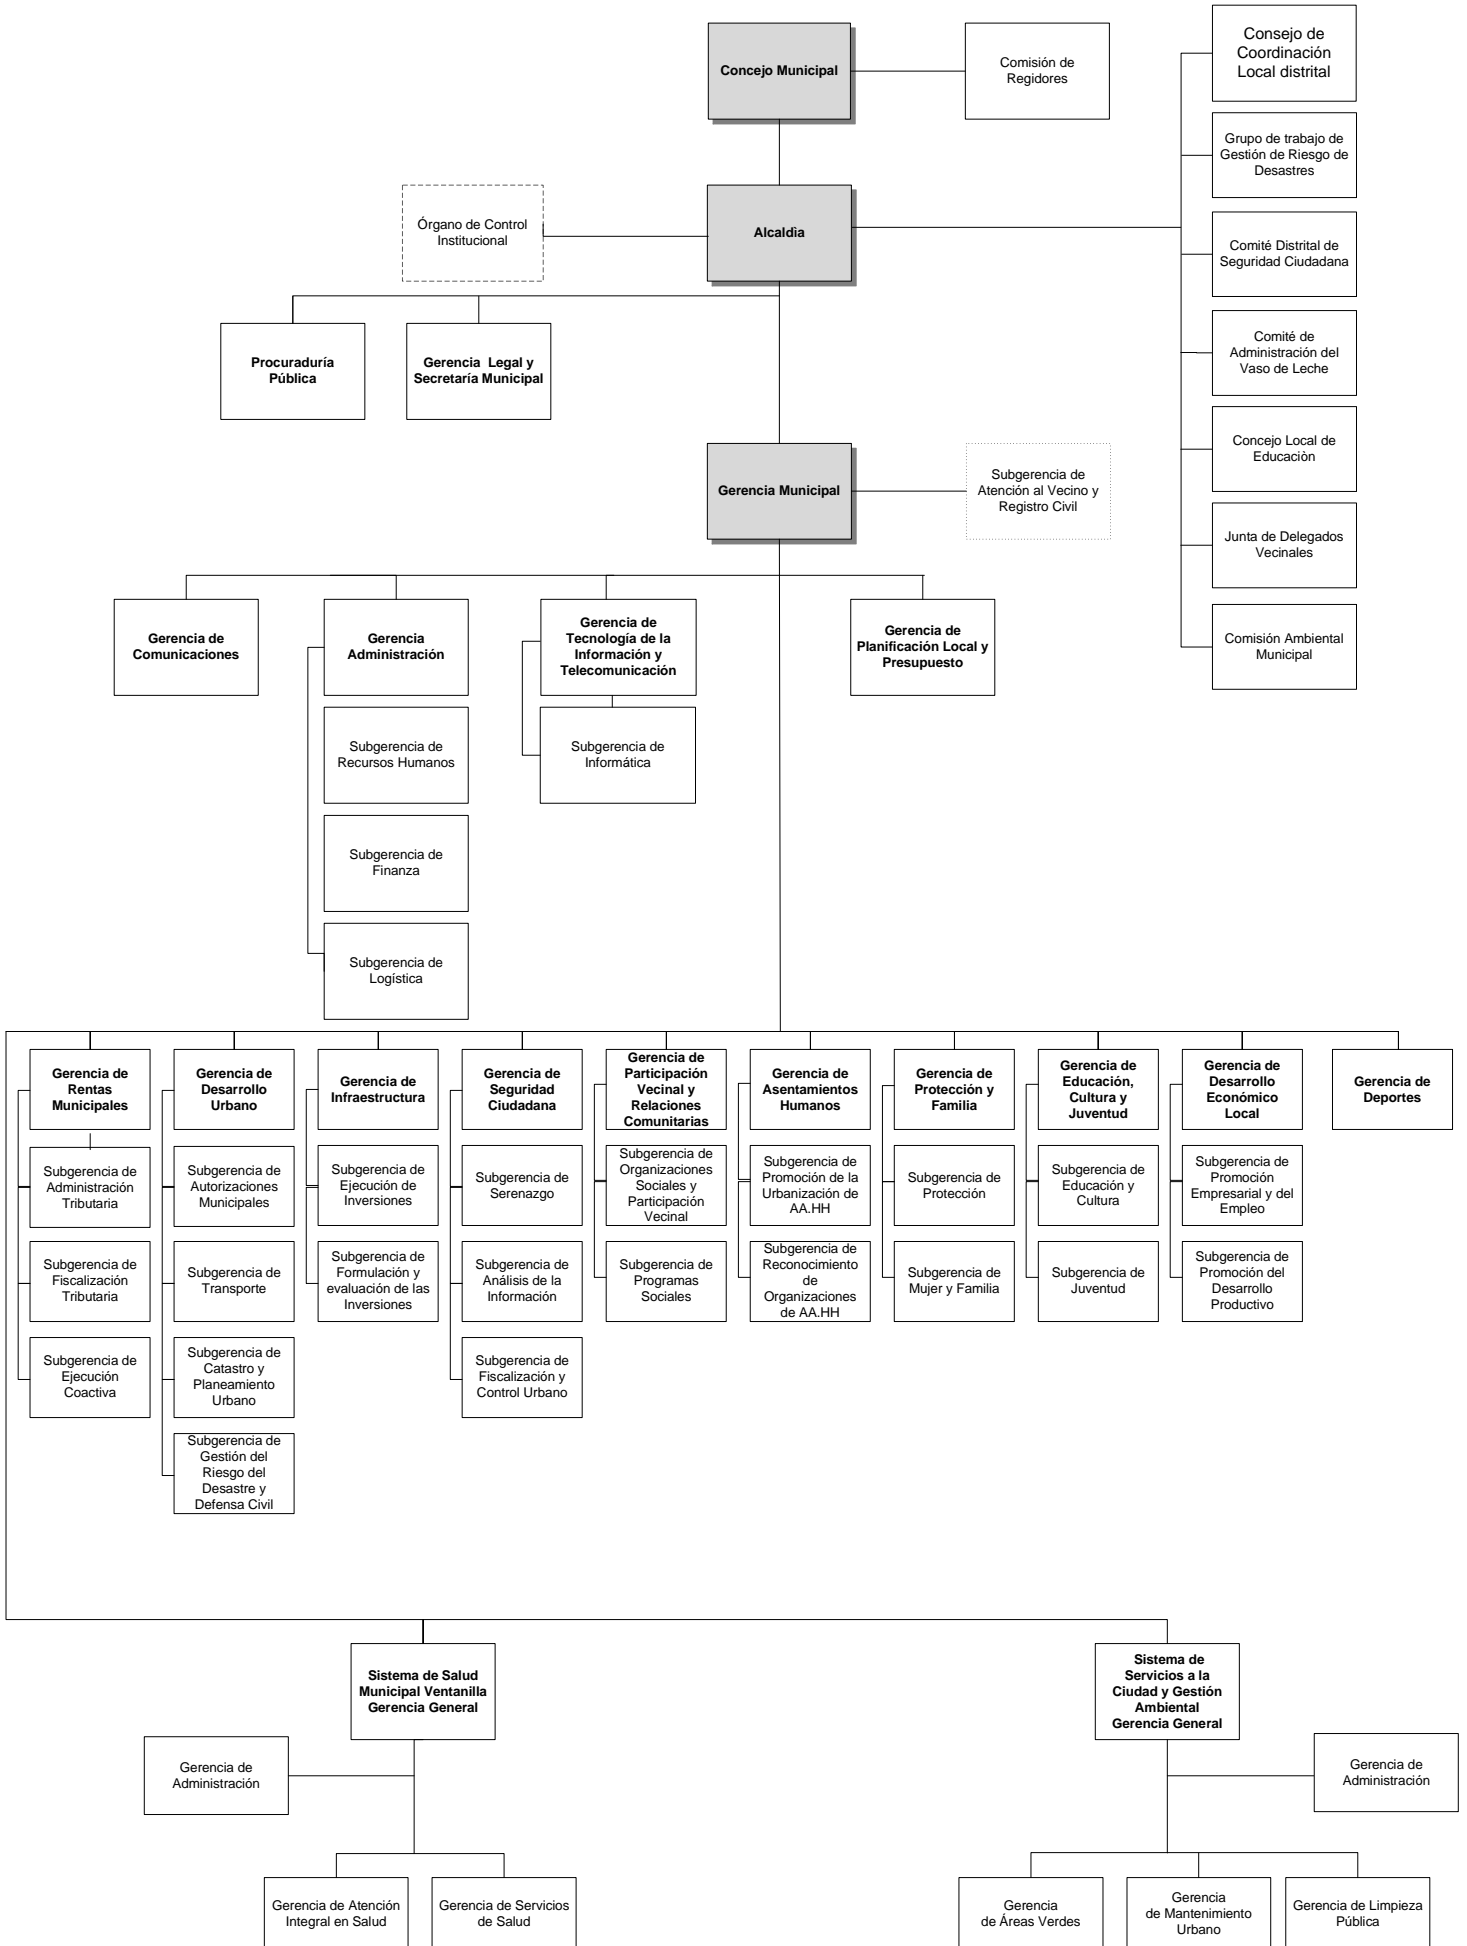 Concejo Municipal
Comisión de
Regidores
Consejo de
Coordinación
Local distrital
Grupo de trabajo de
Gestión de Riesgo de
Desastres
Órgano de Control
Institucional
Alcaldìa
Comité Distrital de
Seguridad Ciudadana
Procuraduría
Pública
Gerencia Legal y
Secretaría Municipal
Comité de
Administración del
Vaso de Leche
Gerencia Municipal
Subgerencia de
Atención al Vecino y
Registro Civil
Concejo Local de
Educaciòn
Junta de Delegados
Vecinales
Comisión Ambiental
Municipal
Gerencia de
Comunicaciones
Gerencia
Administración
Gerencia de
Tecnología de la
Información y
Telecomunicación
Gerencia de
Planificación Local y
Presupuesto
Subgerencia de
Recursos Humanos
Subgerencia de
Informática
Subgerencia de
Finanza
Subgerencia de
Logística
Gerencia de
Rentas
Municipales
Gerencia de
Desarrollo
Urbano
Gerencia de
Infraestructura
Gerencia de
Seguridad
Ciudadana
Gerencia de
Participación
Vecinal y
Relaciones
Comunitarias
Gerencia de
Asentamientos
Humanos
Gerencia de
Protección y
Familia
Gerencia de
Educación,
Cultura y
Juventud
Gerencia de
Desarrollo
Económico
Local
Gerencia de
Deportes
Subgerencia de
Administración
Tributaria
Subgerencia de
Autorizaciones
Municipales
Subgerencia de
Ejecución de
Inversiones
Subgerencia de
Serenazgo
Subgerencia de
Organizaciones
Sociales y
Participación
Vecinal
Subgerencia de
Promoción de la
Urbanización de
AA.HH
Subgerencia de
Protección
Subgerencia de
Educación y
Cultura
Subgerencia de
Promoción
Empresarial y del
Empleo
Subgerencia de
Fiscalización
Tributaria
Subgerencia de
Transporte
Subgerencia de
Formulación y
evaluación de las
Inversiones
Subgerencia de
Análisis de la
Información
Subgerencia de
Programas
Sociales
Subgerencia de
Reconocimiento
de
Organizaciones
de AA.HH
Subgerencia de
Mujer y Familia
Subgerencia de
Juventud
Subgerencia de
Promoción del
Desarrollo
Productivo
Subgerencia de
Ejecución
Coactiva
Subgerencia de
Catastro y
Planeamiento
Urbano
Subgerencia de
Fiscalización y
Control Urbano
Subgerencia de
Gestión del
Riesgo del
Desastre y
Defensa Civil
Sistema de Salud
Municipal Ventanilla
Gerencia General
Sistema de
Servicios a la
Ciudad y Gestión
Ambiental
Gerencia General
Gerencia de
Administración
Gerencia de
Administración
Gerencia de Atención
Integral en Salud
Gerencia de Servicios
de Salud
Gerencia
de Áreas Verdes
Gerencia
de Mantenimiento
Urbano
Gerencia de Limpieza
Pública